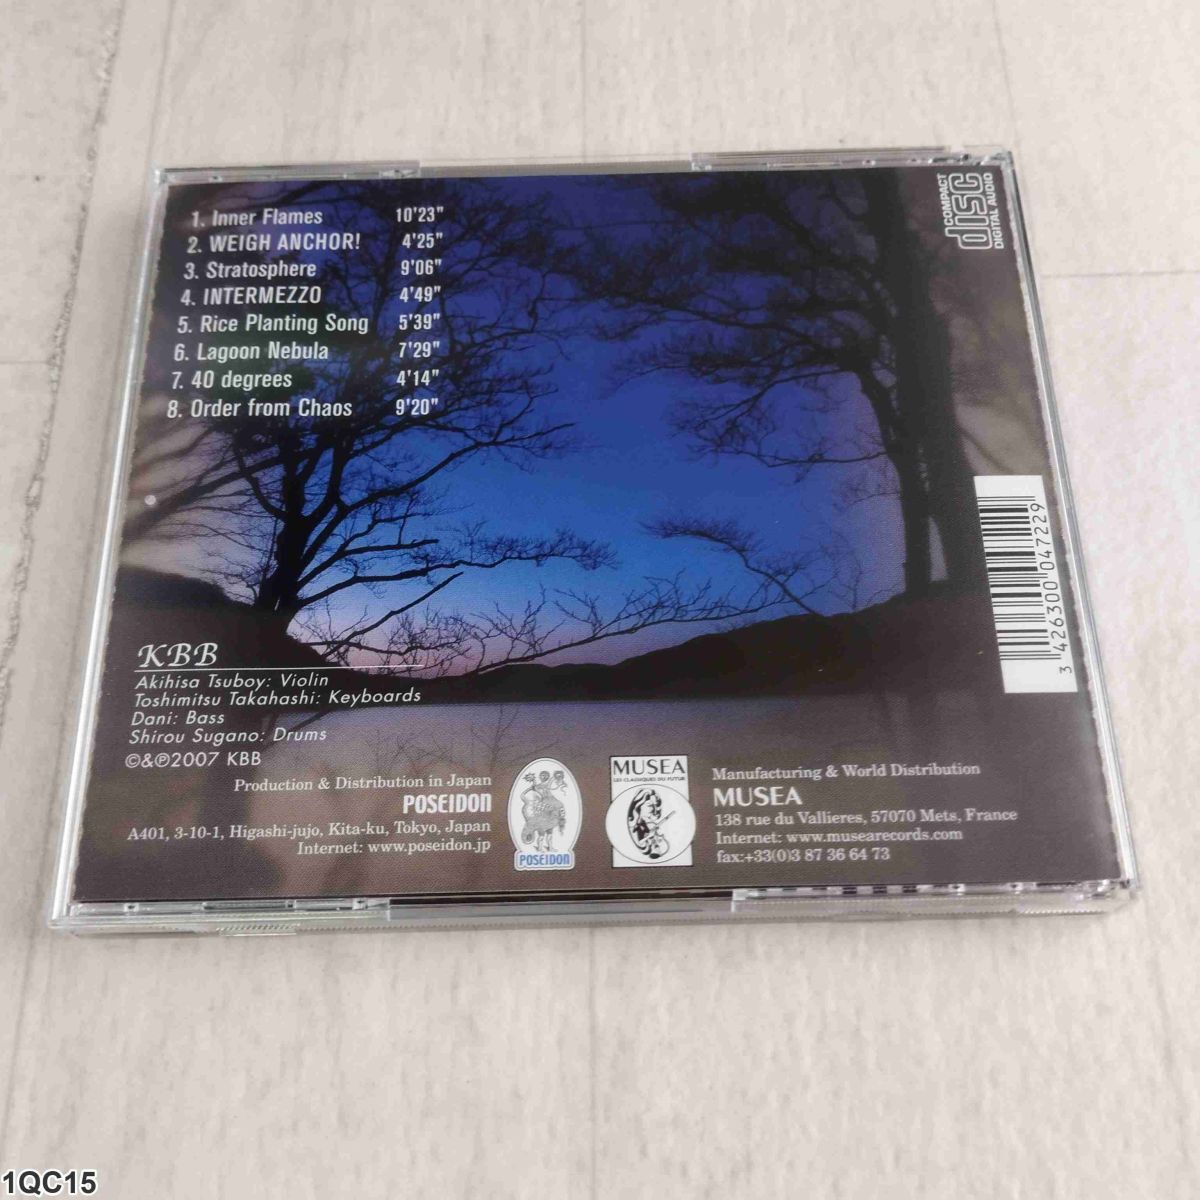 1. Inner Flames 10'23"
2. WEIGH ANCHOR! 4'25"
3. Stratosphere 9'06"
4. INTERMEZZO 4'49"
5. Rice Planting Song 5'39"
6. Lagoon Nebula 7'29"
7. 40 degrees 4'14"
8. Order from Chaos 9'20"
COMPACT
disc
DIGITAL AUDIO
3 426300 047229
KBB
Akihisa Tsuboy: Violin
Toshimitsu Takahashi: Keyboards
Dani: Bass
Shirou Sugano: Drums
©&℗2007 KBB
Production & Distribution in Japan
POSEIDON
A401, 3-10-1, Higashi-jujo, Kita-ku, Tokyo, Japan
Internet: www.poseidon.jp
POSEIDON
MUSEA
LES CLASSIQUES DU FUTUR
Manufacturing & World Distribution
MUSEA
138 rue du Vallieres, 57070 Mets, France
Internet: www.musearecords.com
fax:+33(0)3 87 36 64 73
1QC15